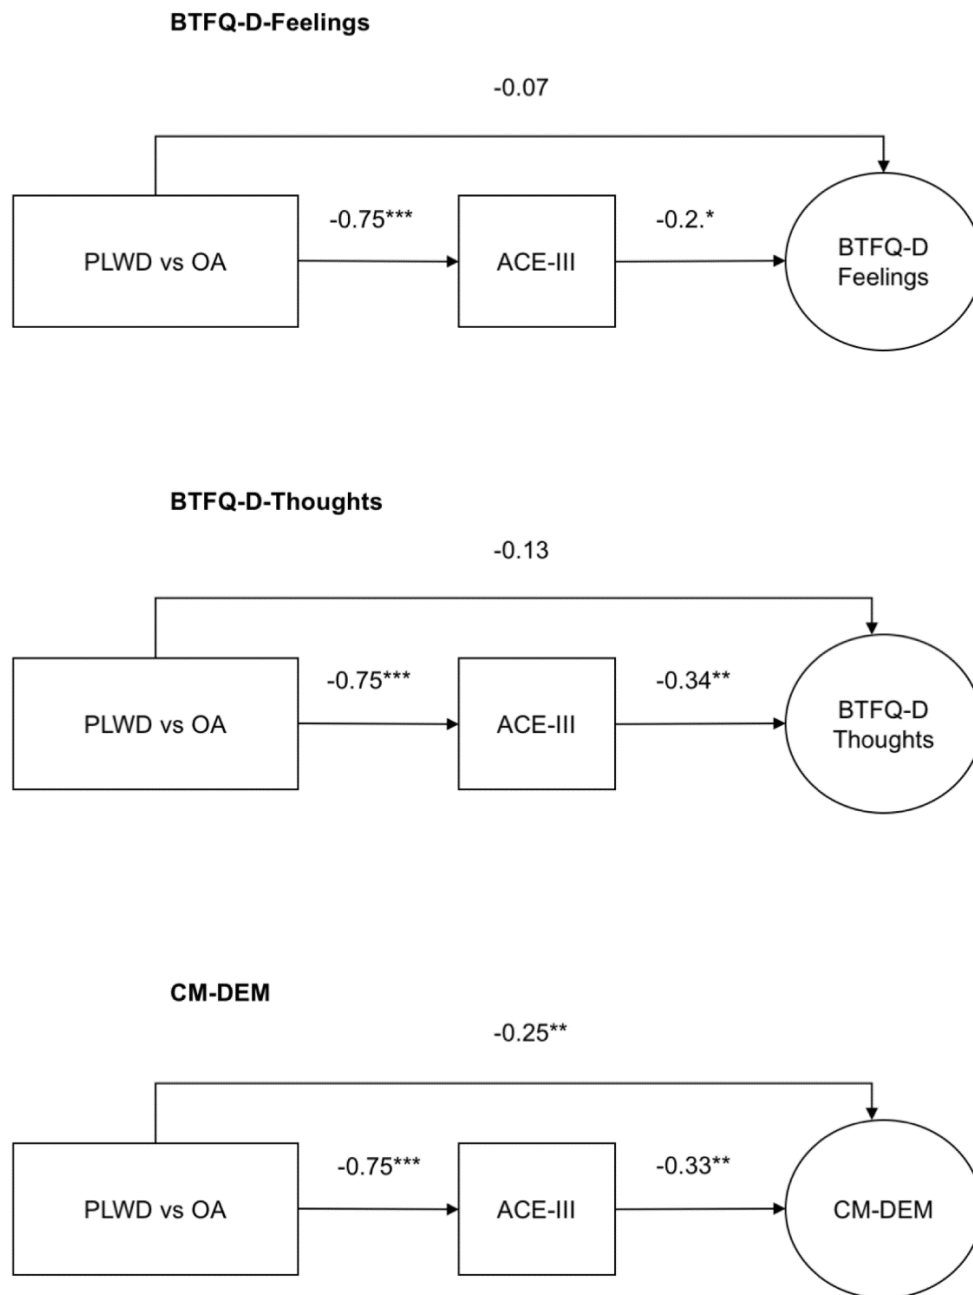 BTFQ-D-Feelings
-0.07
-0.75***
-0.2.*
PLWD vs OA
ACE-III
BTFQ-D
Feelings
BTFQ-D-Thoughts
-0.13
-0.75***
-0.34**
PLWD vs OA
ACE-III
BTFQ-D
Thoughts
CM-DEM
-0.25**
-0.75***
-0.33**
PLWD vs OA
ACE-III
CM-DEM